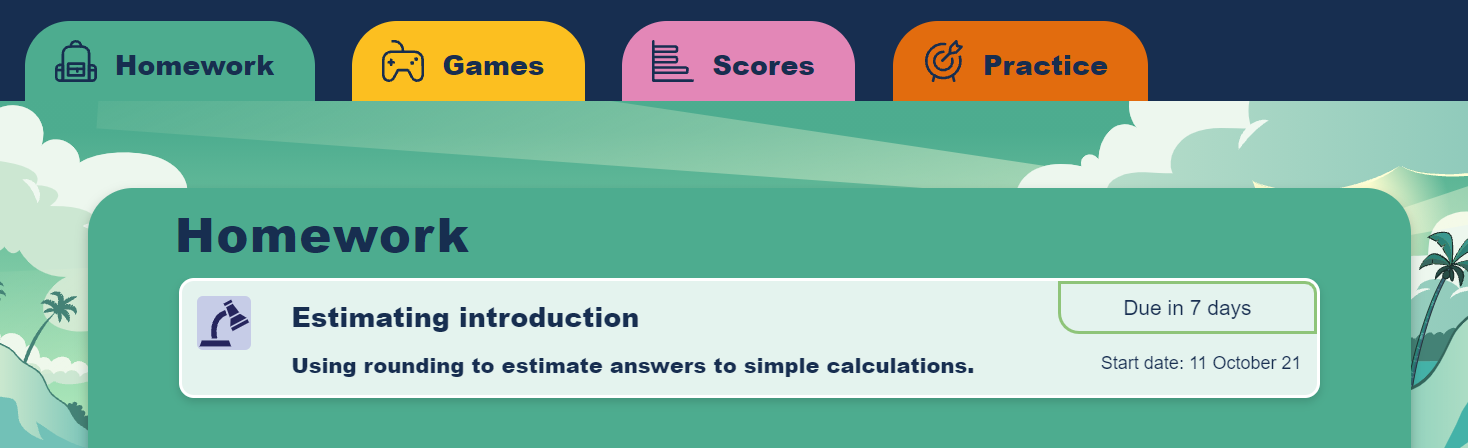 Homework
Games
Scores
Practice
Homework
Estimating introduction
Due in 7 days
Using rounding to estimate answers to simple calculations.
Start date: 11 October 21